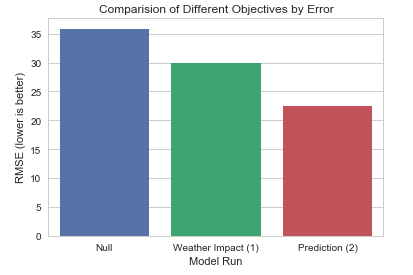 Comparision of Different Objectives by Error
RMSE (lower is better)
35
30
25
20
15
10
5
0
Null
Weather Impact (1)
Prediction (2)
Model Run